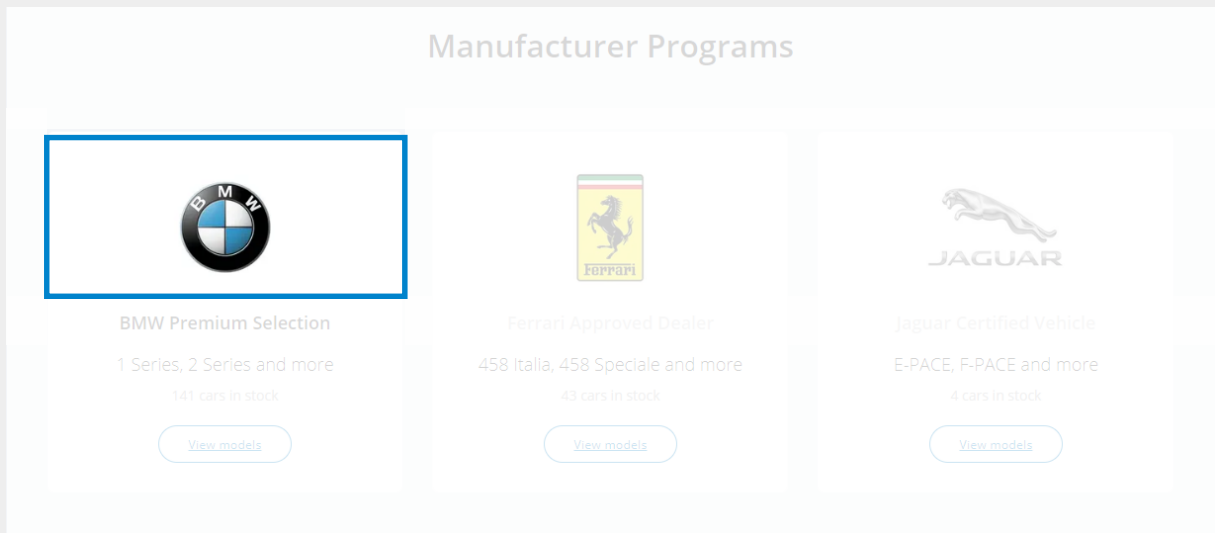 Manufacturer Programs
BMW
Ferrari
JAGUAR
BMW Premium Selection
Ferrari Approved Dealer
Jaguar Certified Vehicle
1 Series, 2 Series and more
458 Italia, 458 Speciale and more
E-PACE, F-PACE and more
141 cars in stock
43 cars in stock
4 cars in stock
View models
View models
View models